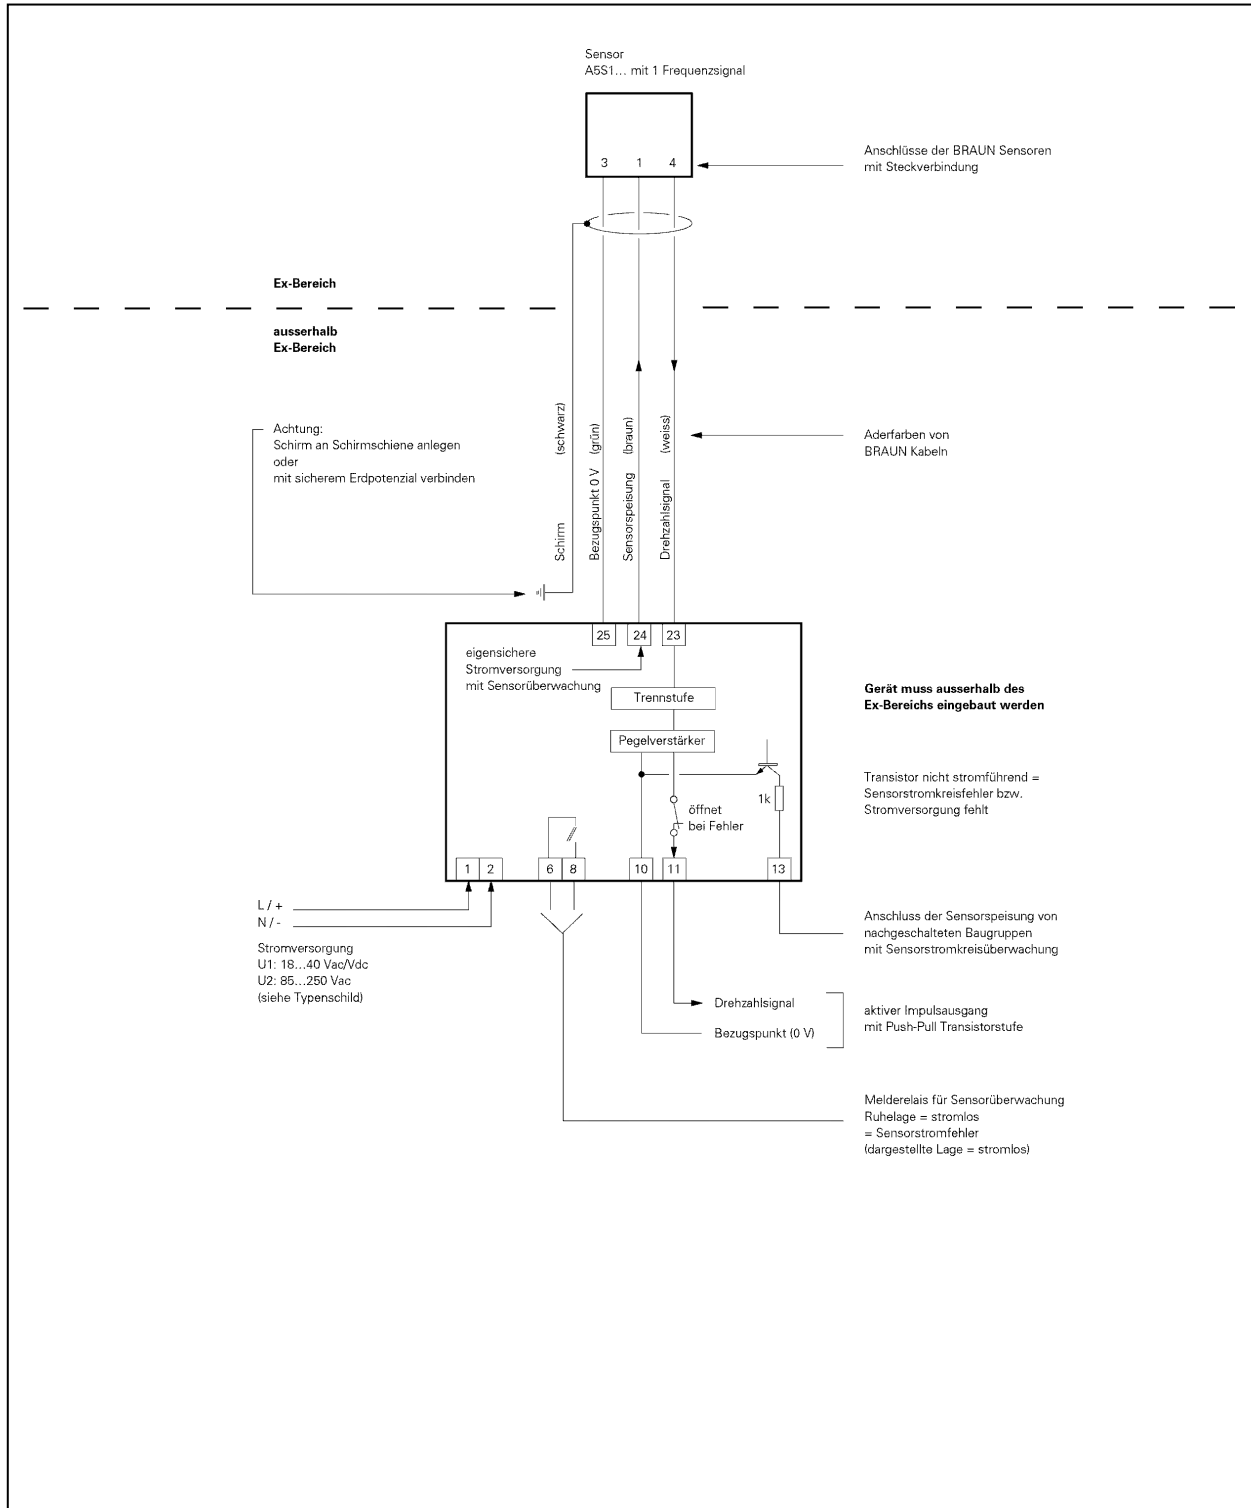 Sensor
A5S1... mit 1 Frequenzsignal
3 1 4
Anschlüsse der BRAUN Sensoren
mit Steckverbindung
Ex-Bereich
ausserhalb
Ex-Bereich
Achtung:
Schirm an Schirmschiene anlegen
oder
mit sicherem Erdpotenzial verbinden
Schirm (schwarz)
Bezugspunkt 0 V (grün)
Sensorspeisung (braun)
Drehzahlsignal (weiss)
Aderfarben von
BRAUN Kabeln
25 24 23
eigensichere
Stromversorgung
mit Sensorüberwachung
Trennstufe
Pegelverstärker
Gerät muss ausserhalb des
Ex-Bereichs eingebaut werden
Transistor nicht stromführend =
Sensorstromkreisfehler bzw.
Stromversorgung fehlt
1k
öffnet
bei Fehler
1 2 6 8 10 11 13
L / +
N / -
Stromversorgung
U1: 18...40 Vac/Vdc
U2: 85...250 Vac
(siehe Typenschild)
Anschluss der Sensorspeisung von
nachgeschalteten Baugruppen
mit Sensorstromkreisüberwachung
Drehzahlsignal
Bezugspunkt (0 V)
aktiver Impulsausgang
mit Push-Pull Transistorstufe
Melderelais für Sensorüberwachung
Ruhelage = stromlos
= Sensorstromfehler
(dargestellte Lage = stromlos)